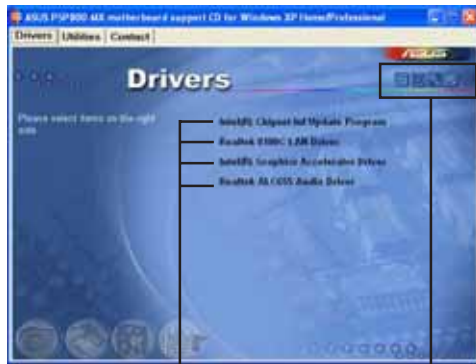 ASUS P5P800-MX motherboard support CD for Windows XP Home/Professional
Drivers Utilities Contact
ASUS
Drivers
Please select items on the right side
Intel(R) Chipset Inf Update Program
Realtek 8100C LAN Driver
Intel(R) Graphics Accelerator Driver
Realtek ALC655 Audio Driver